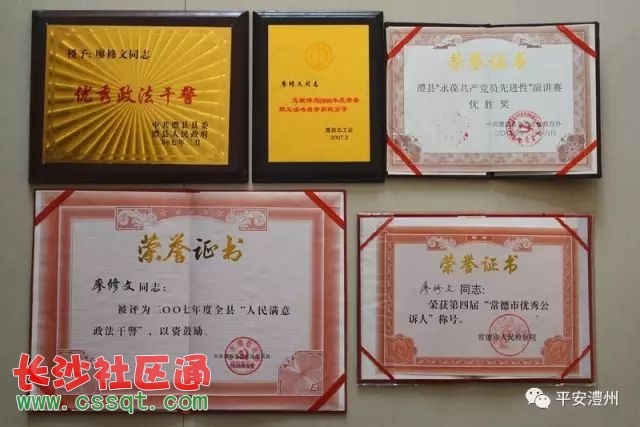 授予：廖修文同志
优秀政法干警
中共澧县县委
澧县人民政府
廖修文同志
澧县总工会
2007.3
荣誉证书
澧县“永葆共产党员先进性”演讲赛
优胜奖
荣誉证书
廖修文同志：
被评为二〇〇七年度全县“人民满意
政法干警”，以资鼓励。
荣誉证书
廖修文 同志：
荣获第四届“常德市优秀公
诉人”称号。
常德市人民检察院
长沙社区通
www.cssqt.com
平安澧州